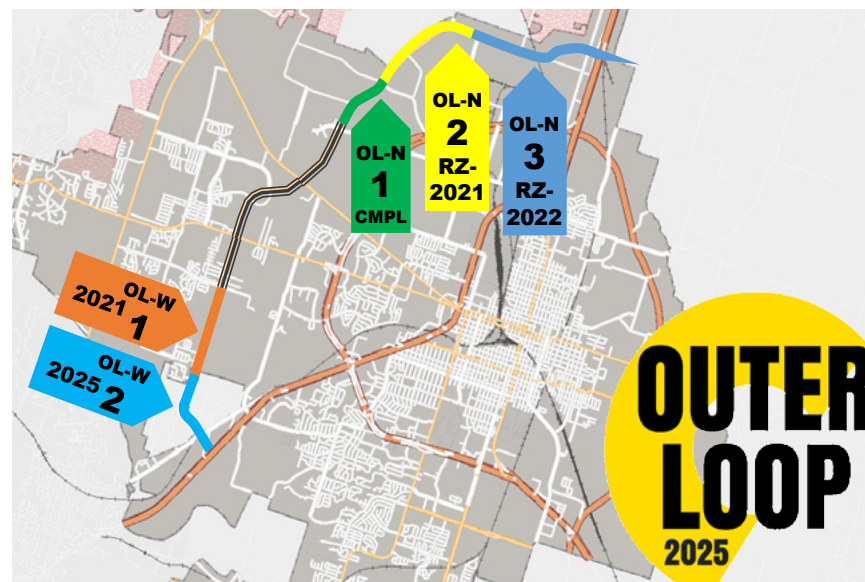 OL-N
1
CMPL
OL-N
2
RZ-
2021
OL-N
3
RZ-
2022
OL-W
2021 1
OL-W
2025 2
OUTER
LOOP
2025